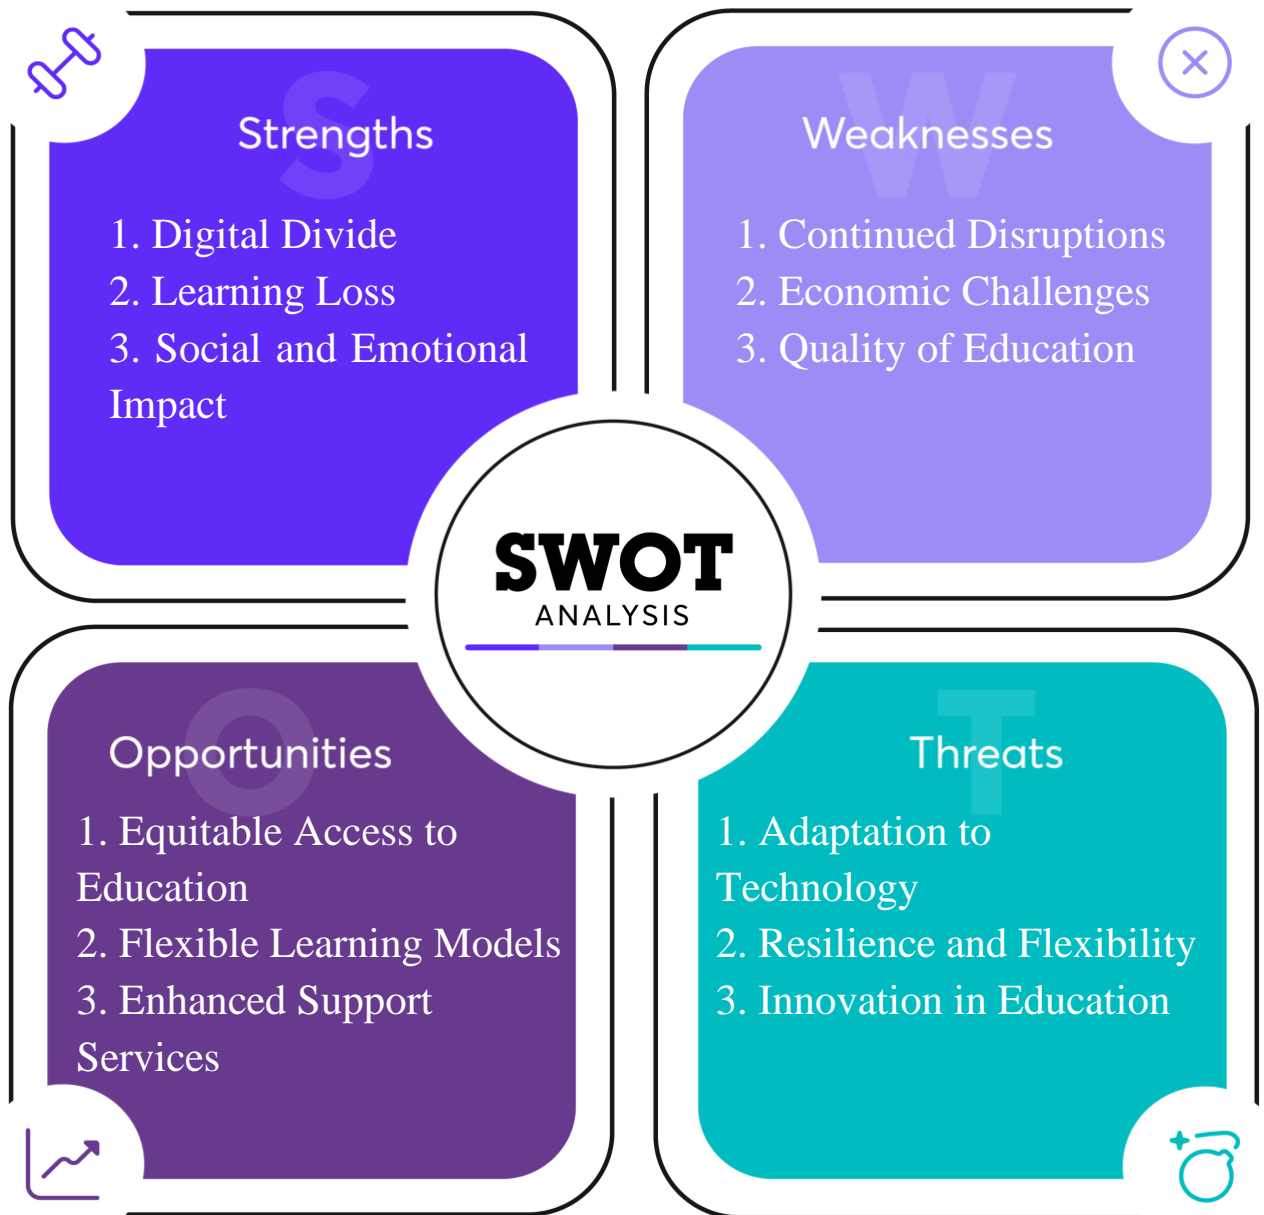 S
Strengths
1. Digital Divide
2. Learning Loss
3. Social and Emotional
Impact
W
Weaknesses
1. Continued Disruptions
2. Economic Challenges
3. Quality of Education
SWOT
ANALYSIS
O
Opportunities
1. Equitable Access to
Education
2. Flexible Learning Models
3. Enhanced Support
Services
T
Threats
1. Adaptation to
Technology
2. Resilience and Flexibility
3. Innovation in Education